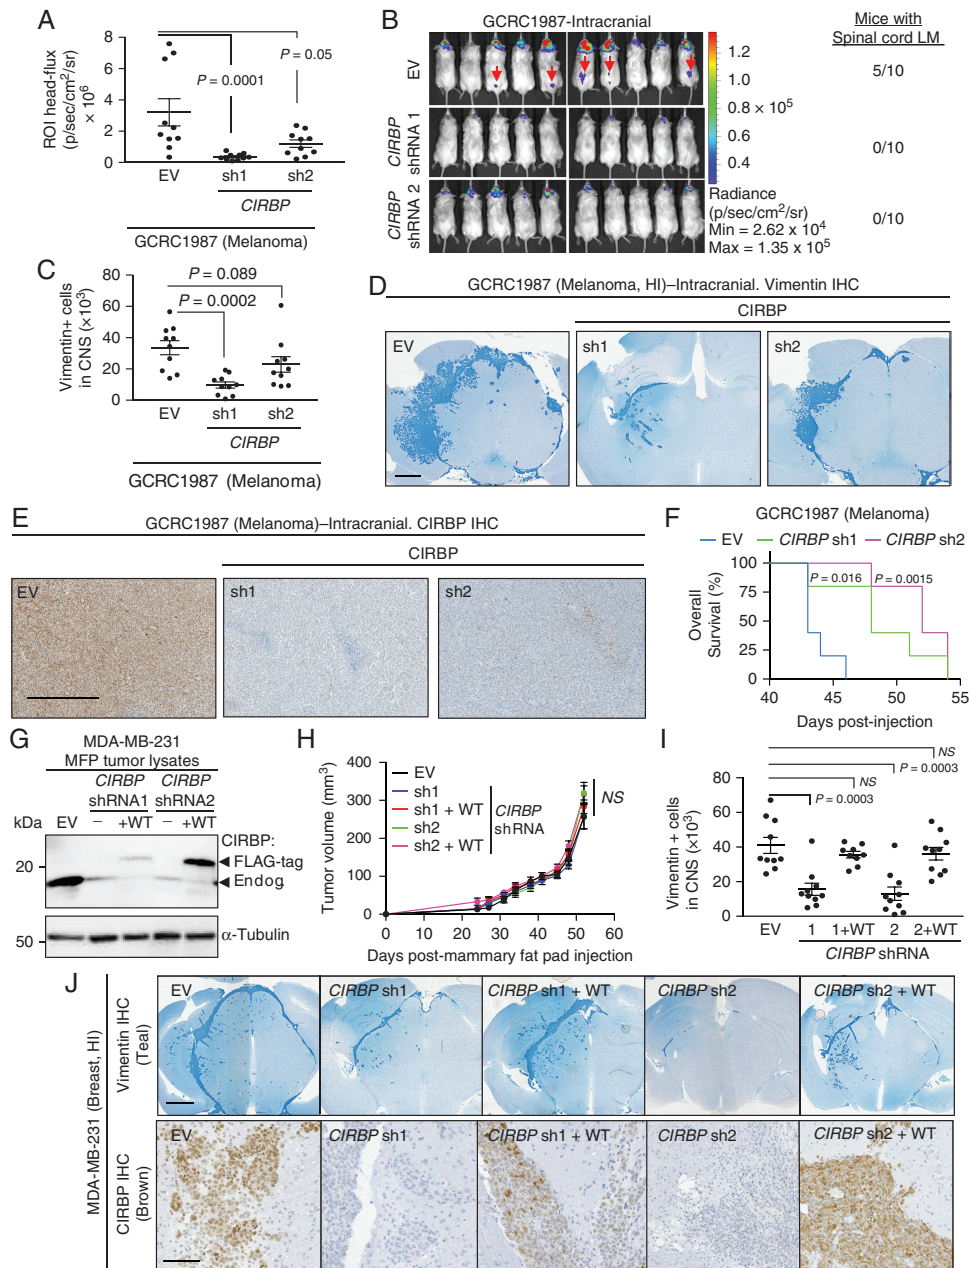 A
ROI head-flux
(p/sec/cm²/sr)
× 10⁶
8
6
4
2
0
P = 0.0001
P = 0.05
EV
sh1
sh2
CIRBP
GCRC1987 (Melanoma)
B
GCRC1987-Intracranial
EV
CIRBP
shRNA 1
CIRBP
shRNA 2
1.2
1.0
0.8 × 10⁵
0.6
0.4
Radiance
(p/sec/cm²/sr)
Min = 2.62 x 10⁴
Max = 1.35 x 10⁵
Mice with
Spinal cord LM
5/10
0/10
0/10
C
Vimentin+ cells
in CNS (×10³)
80
60
40
20
0
P = 0.089
P = 0.0002
EV
sh1
sh2
CIRBP
GCRC1987 (Melanoma)
D
GCRC1987 (Melanoma, HI)–Intracranial. Vimentin IHC
CIRBP
EV
sh1
sh2
E
GCRC1987 (Melanoma)–Intracranial. CIRBP IHC
CIRBP
EV
sh1
sh2
F
GCRC1987 (Melanoma)
EV
CIRBP sh1
CIRBP sh2
Overall
Survival (%)
100
75
50
25
0
P = 0.016
P = 0.0015
40
45
50
55
Days post-injection
G
MDA-MB-231
MFP tumor lysates
CIRBP
shRNA1
CIRBP
shRNA2
kDa
EV
–
+WT
–
+WT
CIRBP:
FLAG-tag
Endog.
20
α-Tubulin
50
H
Tumor volume (mm³)
400
300
200
100
0
EV
sh1
sh1 + WT
sh2
sh2 + WT
CIRBP
shRNA
NS
0
10
20
30
40
50
60
Days post-mammary fat pad injection
I
Vimentin + cells
in CNS (×10³)
80
60
40
20
0
NS
P = 0.0003
NS
P = 0.0003
EV
1
1+WT
2
2+WT
CIRBP shRNA
J
MDA-MB-231 (Breast, HI)
Vimentin IHC
(Teal)
EV
CIRBP sh1
CIRBP sh1 + WT
CIRBP sh2
CIRBP sh2 + WT
CIRBP IHC
(Brown)
EV
CIRBP sh1
CIRBP sh1 + WT
CIRBP sh2
CIRBP sh2 + WT